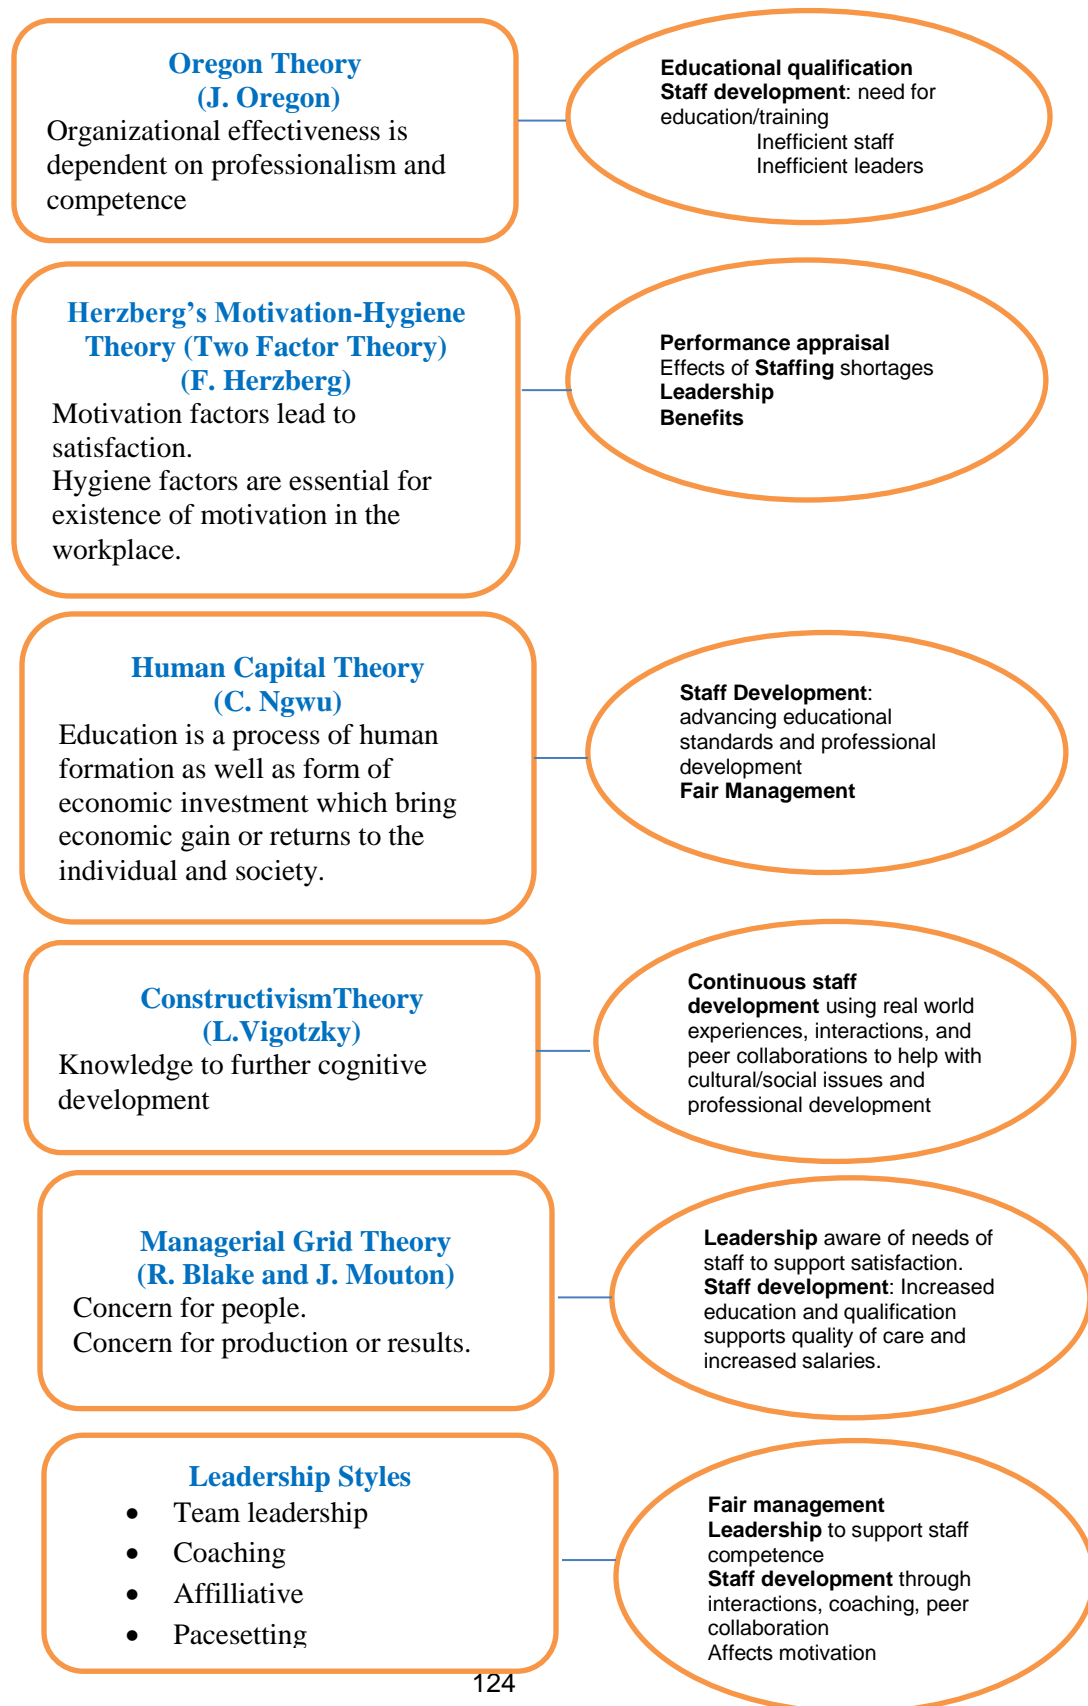 Oregon Theory
(J. Oregon)
Organizational effectiveness is
dependent on professionalism and
competence
Educational qualification
Staff development: need for
education/training
Inefficient staff
Inefficient leaders
Herzberg’s Motivation-Hygiene
Theory (Two Factor Theory)
(F. Herzberg)
Motivation factors lead to
satisfaction.
Hygiene factors are essential for
existence of motivation in the
workplace.
Performance appraisal
Effects of Staffing shortages
Leadership
Benefits
Human Capital Theory
(C. Ngwu)
Education is a process of human
formation as well as form of
economic investment which bring
economic gain or returns to the
individual and society.
Staff Development:
advancing educational
standards and professional
development
Fair Management
ConstructivismTheory
(L.Vigotzky)
Knowledge to further cognitive
development
Continuous staff
development using real world
experiences, interactions, and
peer collaborations to help with
cultural/social issues and
professional development
Managerial Grid Theory
(R. Blake and J. Mouton)
Concern for people.
Concern for production or results.
Leadership aware of needs of
staff to support satisfaction.
Staff development: Increased
education and qualification
supports quality of care and
increased salaries.
Leadership Styles
• Team leadership
• Coaching
• Affilliative
• Pacesetting
Fair management
Leadership to support staff
competence
Staff development through
interactions, coaching, peer
collaboration
Affects motivation
124